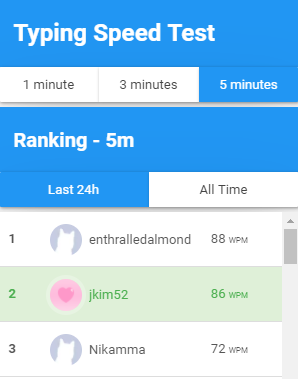 Typing Speed Test
1 minute 3 minutes 5 minutes
Ranking - 5m
Last 24h All Time
1 enthralledalmond 88 WPM
2 jkim52 86 WPM
3 Nikamma 72 WPM